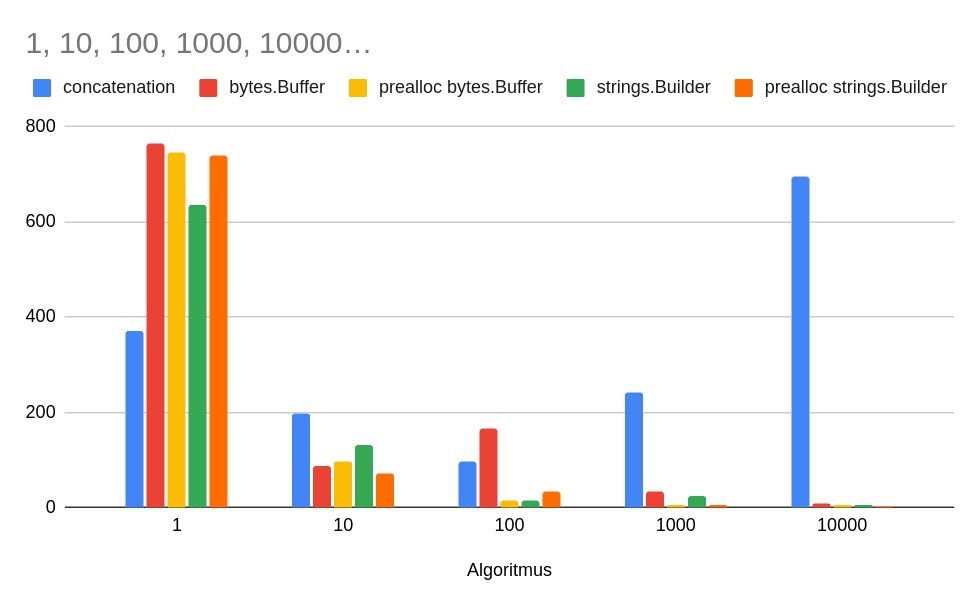 1, 10, 100, 1000, 10000…
concatenation bytes.Buffer prealloc bytes.Buffer strings.Builder prealloc strings.Builder
800
600
400
200
0
1 10 100 1000 10000
Algoritmus